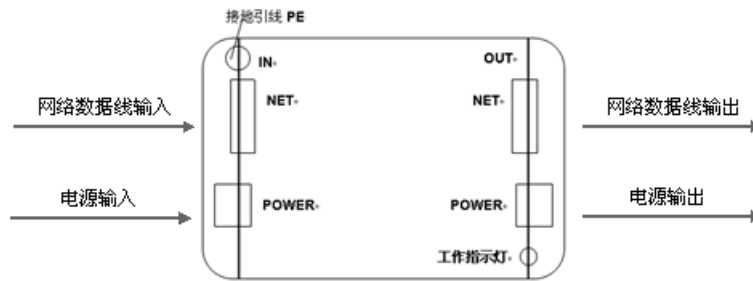 接地引线 PE
IN
OUT
NET
NET
网络数据线输入
网络数据线输出
电源输入
POWER
POWER
电源输出
工作指示灯